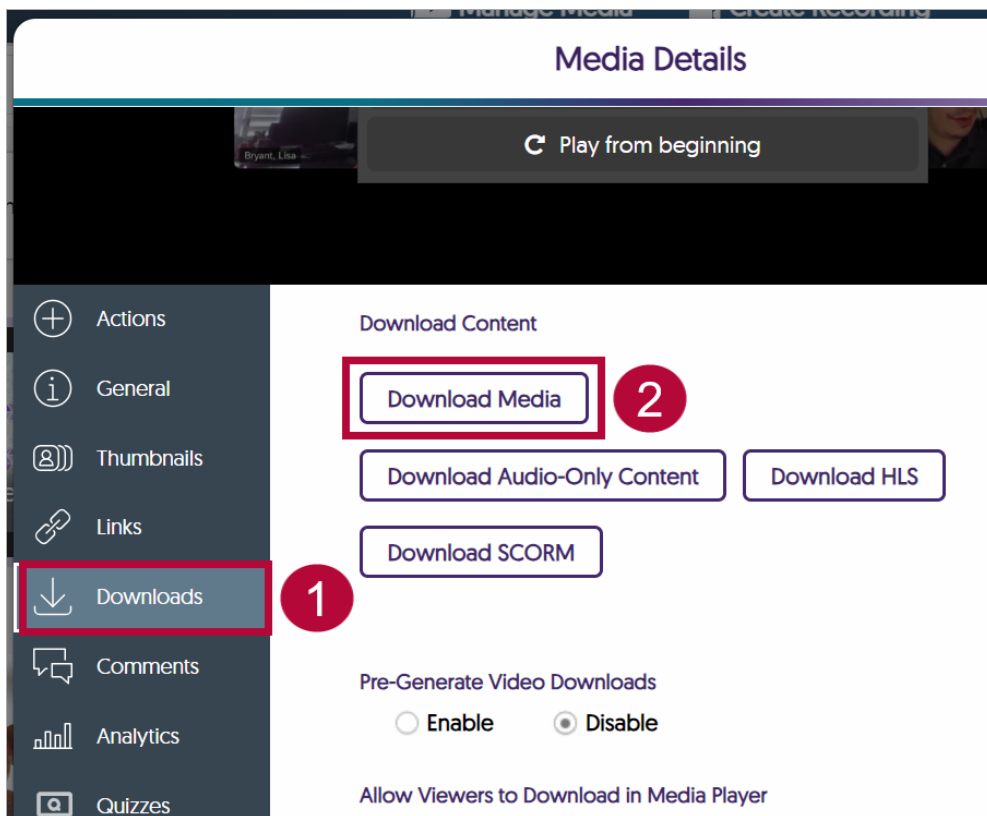 Manage Media Create Recording
Media Details
Bryant, Lisa
Play from beginning
Actions
General
Thumbnails
Links
Downloads
Comments
Analytics
Quizzes
1
Download Content
Download Media
2
Download Audio-Only Content Download HLS
Download SCORM
Pre-Generate Video Downloads
Enable Disable
Allow Viewers to Download in Media Player